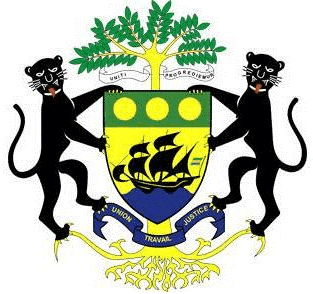 UNITI PROGREDIEMUR
UNION TRAVAIL JUSTICE